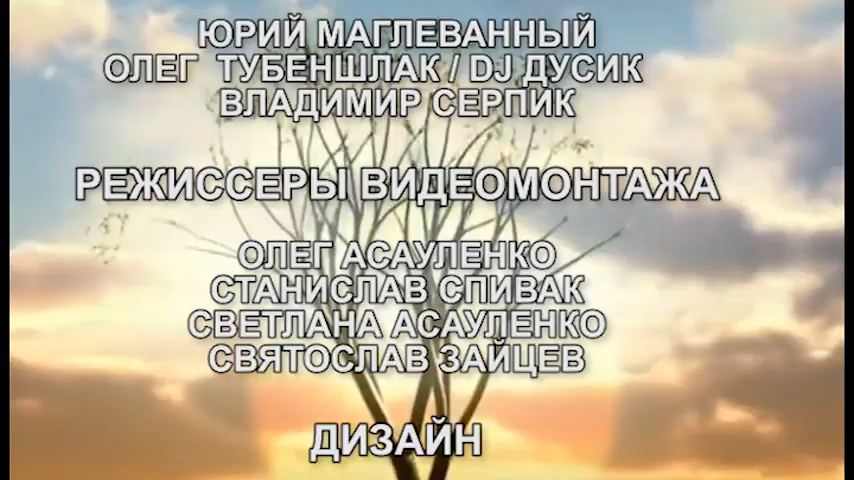 ЮРИЙ МАГЛЕВАННЫЙ
ОЛЕГ ТУБЕНШЛАК / DJ ДУСИК
ВЛАДИМИР СЕРПИК
РЕЖИССЕРЫ ВИДЕОМОНТАЖА
ОЛЕГ АСАУЛЕНКО
СТАНИСЛАВ СПИВАК
СВЕТЛАНА АСАУЛЕНКО
СВЯТОСЛАВ ЗАЙЦЕВ
ДИЗАЙН